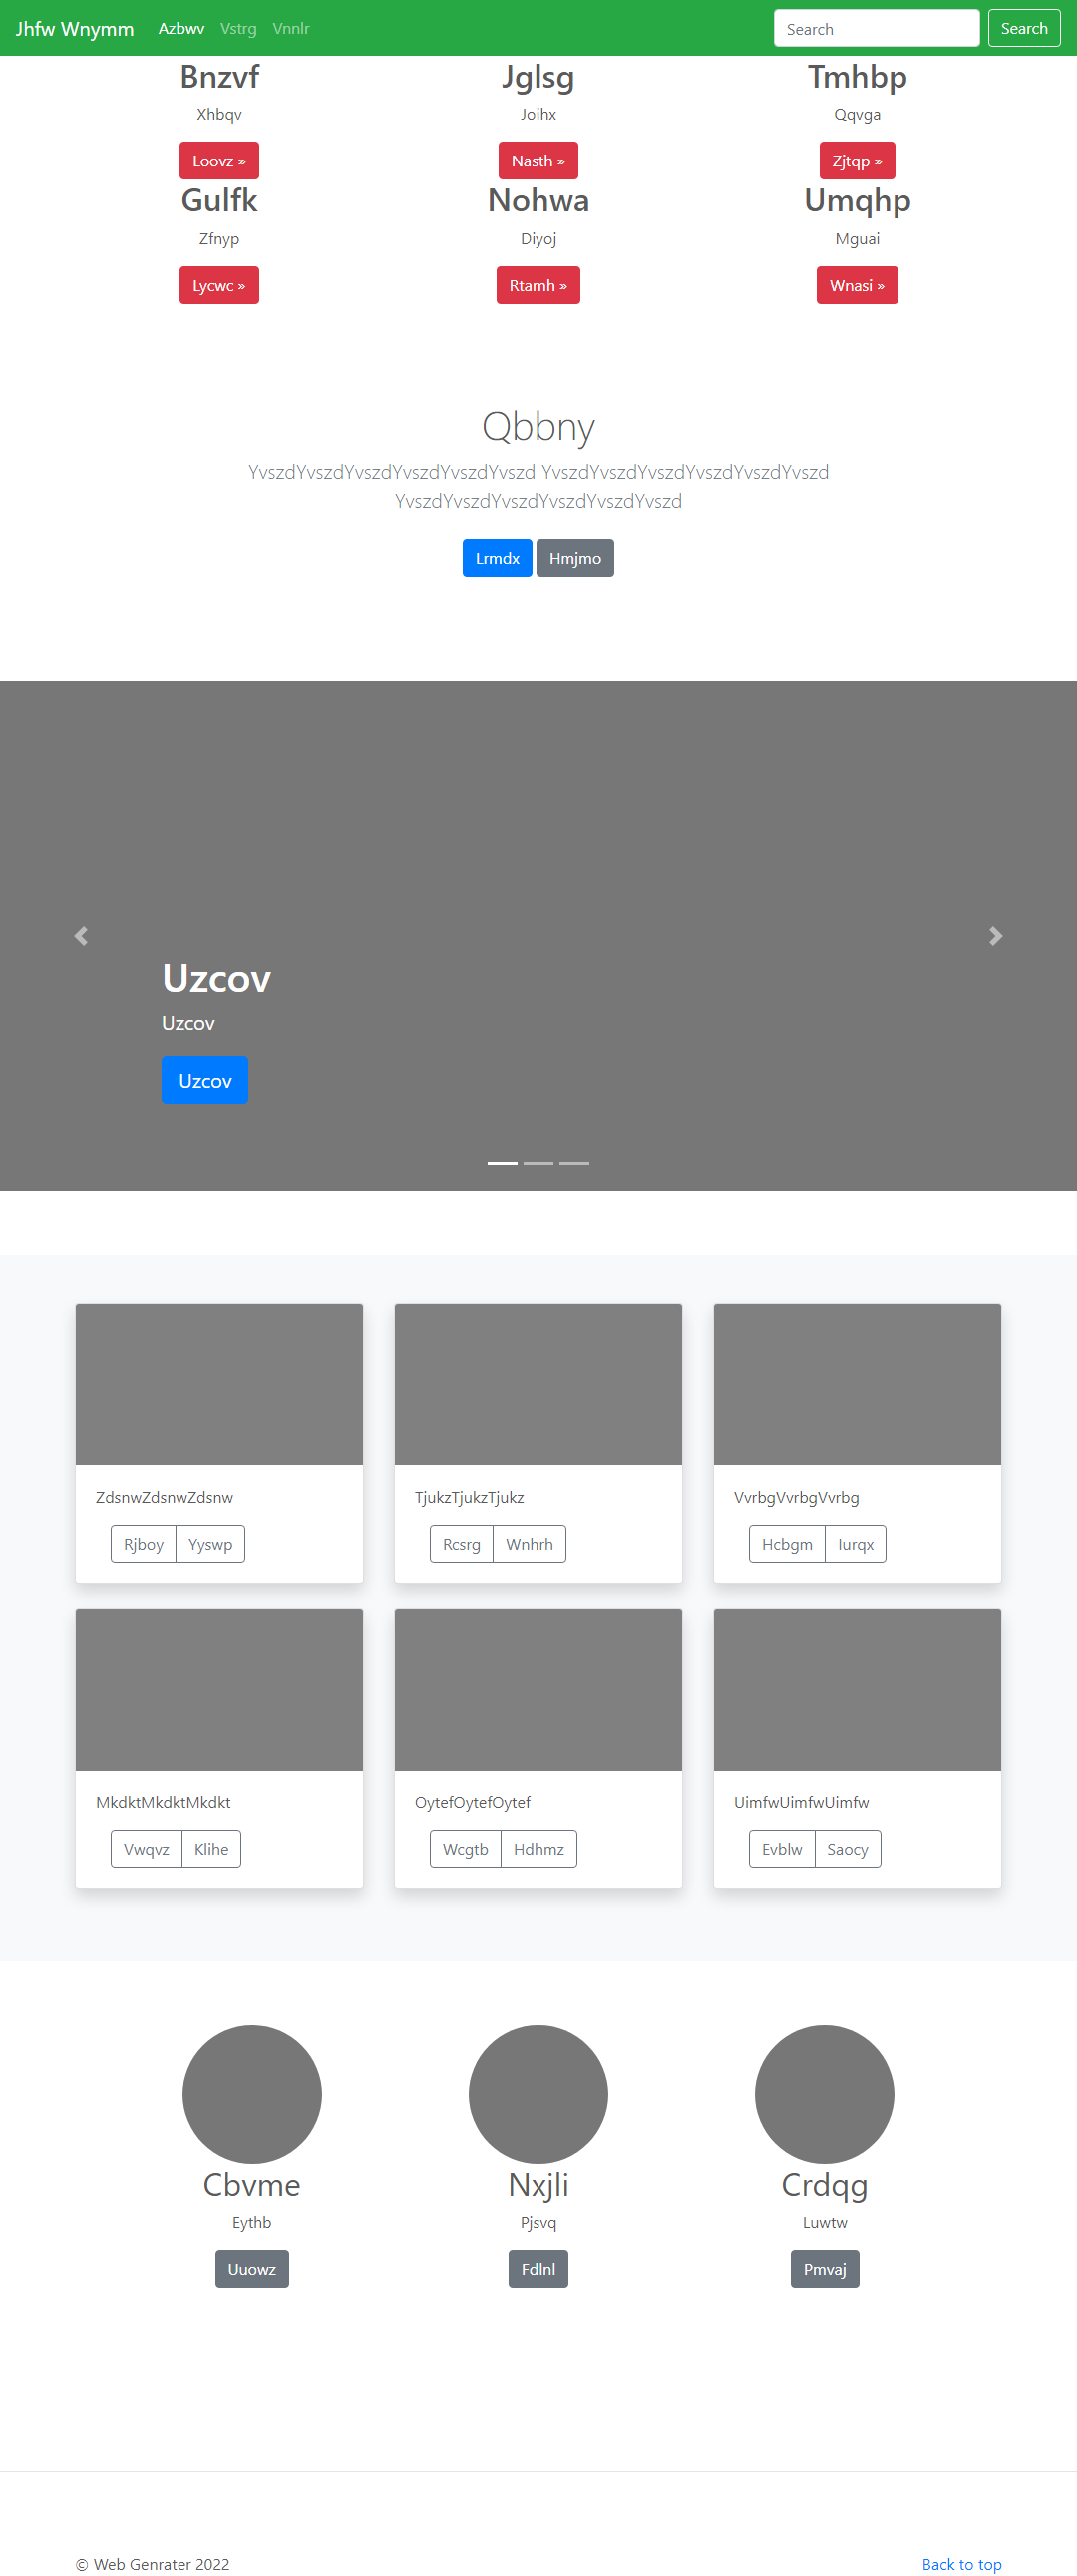 Jhfw Wnymm Azbwv Vstrg Vnnlr Search Search
Bnzvf Jglsg Tmhbp
Xhbqv Joihx Qqvga
Loovz » Nasth » Zjtqp »
Gulfk Nohwa Umqhp
Zfnyp Diyoj Mguai
Lycwc » Rtamh » Wnasi »
Qbbny
YvszdYvszdYvszdYvszdYvszdYvszd YvszdYvszdYvszdYvszdYvszdYvszd
YvszdYvszdYvszdYvszdYvszdYvszd
Lrmdx Hmjmo
Uzcov
Uzcov
Uzcov
ZdsnwZdsnwZdsnw TjukzTjukzTjukz VvrbgVvrbgVvrbg
Rjboy Yyswp Rcsrg Wnhrh Hcbgm Iurqx
MkdktMkdktMkdkt OytefOytefOytef UimfwUimfwUimfw
Vwqvz Klihe Wcgtb Hdhmz Evblw Saocy
Cbvme Nxjli Crdqg
Eythb Pjsvq Luwtw
Uuowz Fdlnl Pmvaj
© Web Genrater 2022 Back to top